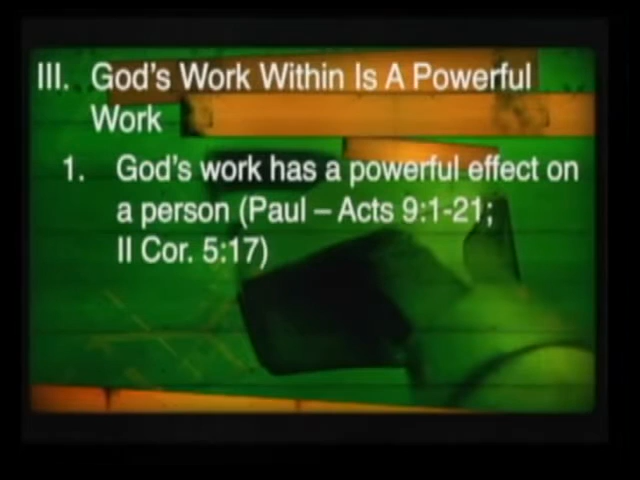 III. God's Work Within Is A Powerful
Work
1. God's work has a powerful effect on
a person (Paul – Acts 9:1-21;
II Cor. 5:17)